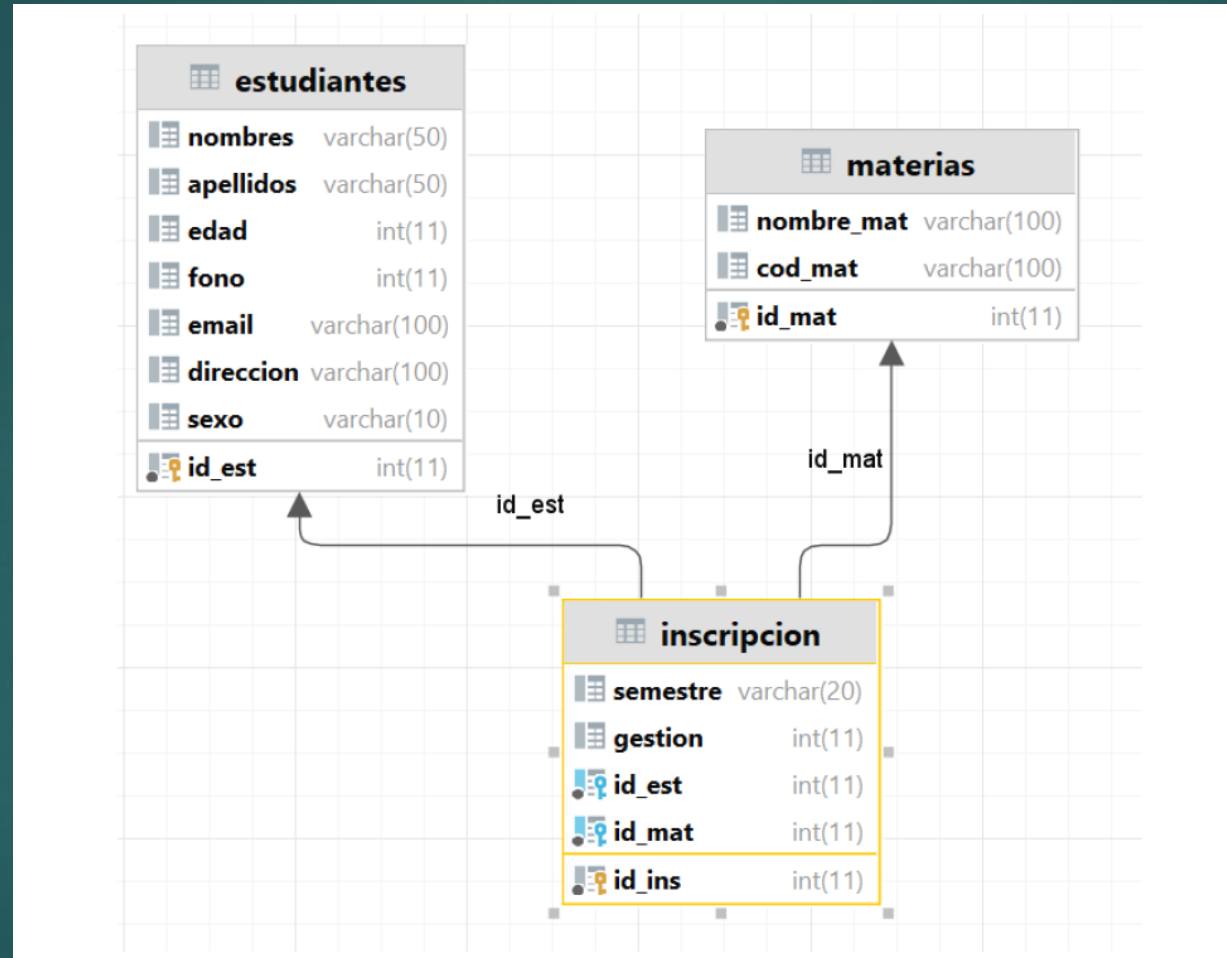 estudiantes
nombres varchar(50)
apellidos varchar(50)
edad int(11)
fono int(11)
email varchar(100)
direccion varchar(100)
sexo varchar(10)
id_est int(11)
materias
nombre_mat varchar(100)
cod_mat varchar(100)
id_mat int(11)
id_mat
id_est
inscripcion
semestre varchar(20)
gestion int(11)
id_est int(11)
id_mat int(11)
id_ins int(11)